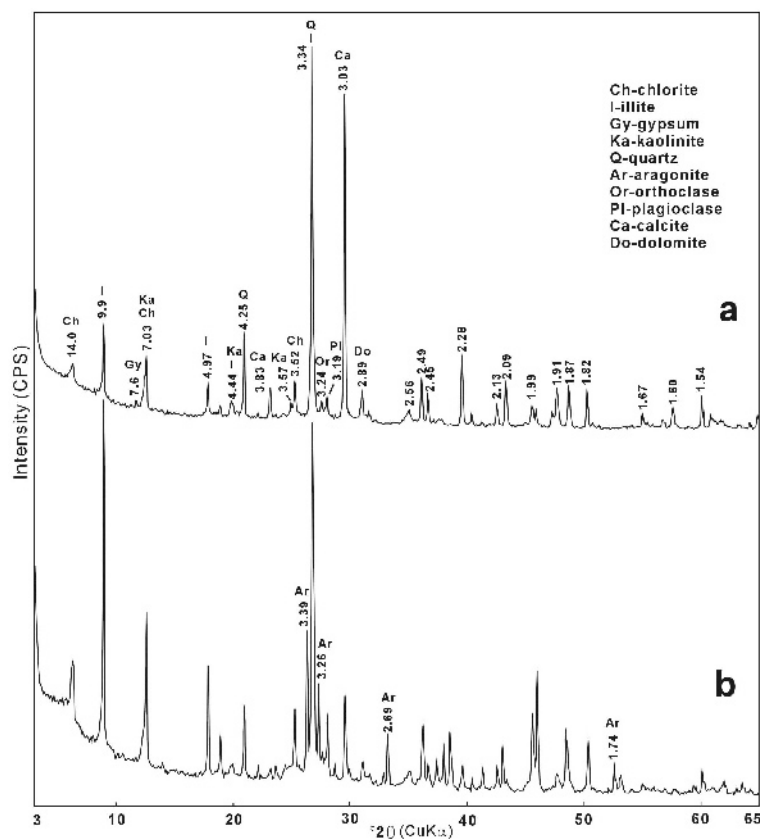 Q
I
3.34
Ca
3.03
Ch-chlorite
I-illite
Gy-gypsum
Ka-kaolinite
Q-quartz
Ar-aragonite
Or-orthoclase
Pl-plagioclase
Ca-calcite
Do-dolomite
a
Ch
14.0
I
9.9
Gy
7.6
Ka
Ch
7.03
I
4.97
Ka
I
4.44
Q
4.25
Ca
3.83
Ka
3.57
Ch
3.52
Or
3.24
Pl
3.19
Do
2.89
2.56
2.49
2.45
2.28
2.13
2.09
1.99
1.91
1.87
1.82
1.67
1.60
1.54
Intensity (CPS)
Ar
3.39
Ar
3.26
Ar
2.69
Ar
1.74
b
3 10 20 30 40 50 60 65
(CuKα)